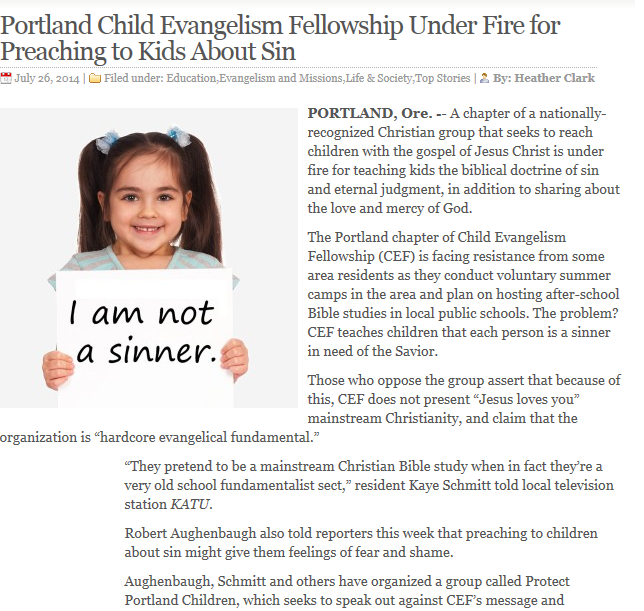 Portland Child Evangelism Fellowship Under Fire for
Preaching to Kids About Sin
July 26, 2014 | Filed under: Education,Evangelism and Missions,Life & Society,Top Stories | By: Heather Clark
I am not
a sinner.
PORTLAND, Ore. -- A chapter of a nationally-
recognized Christian group that seeks to reach
children with the gospel of Jesus Christ is under
fire for teaching kids the biblical doctrine of sin
and eternal judgment, in addition to sharing about
the love and mercy of God.
The Portland chapter of Child Evangelism
Fellowship (CEF) is facing resistance from some
area residents as they conduct voluntary summer
camps in the area and plan on hosting after-school
Bible studies in local public schools. The problem?
CEF teaches children that each person is a sinner
in need of the Savior.
Those who oppose the group assert that because of
this, CEF does not present “Jesus loves you”
mainstream Christianity, and claim that the
organization is “hardcore evangelical fundamental.”
“They pretend to be a mainstream Christian Bible study when in fact they’re a
very old school fundamentalist sect,” resident Kaye Schmitt told local television
station KATU.
Robert Aughenbaugh also told reporters this week that preaching to children
about sin might give them feelings of fear and shame.
Aughenbaugh, Schmitt and others have organized a group called Protect
Portland Children, which seeks to speak out against CEF’s message and